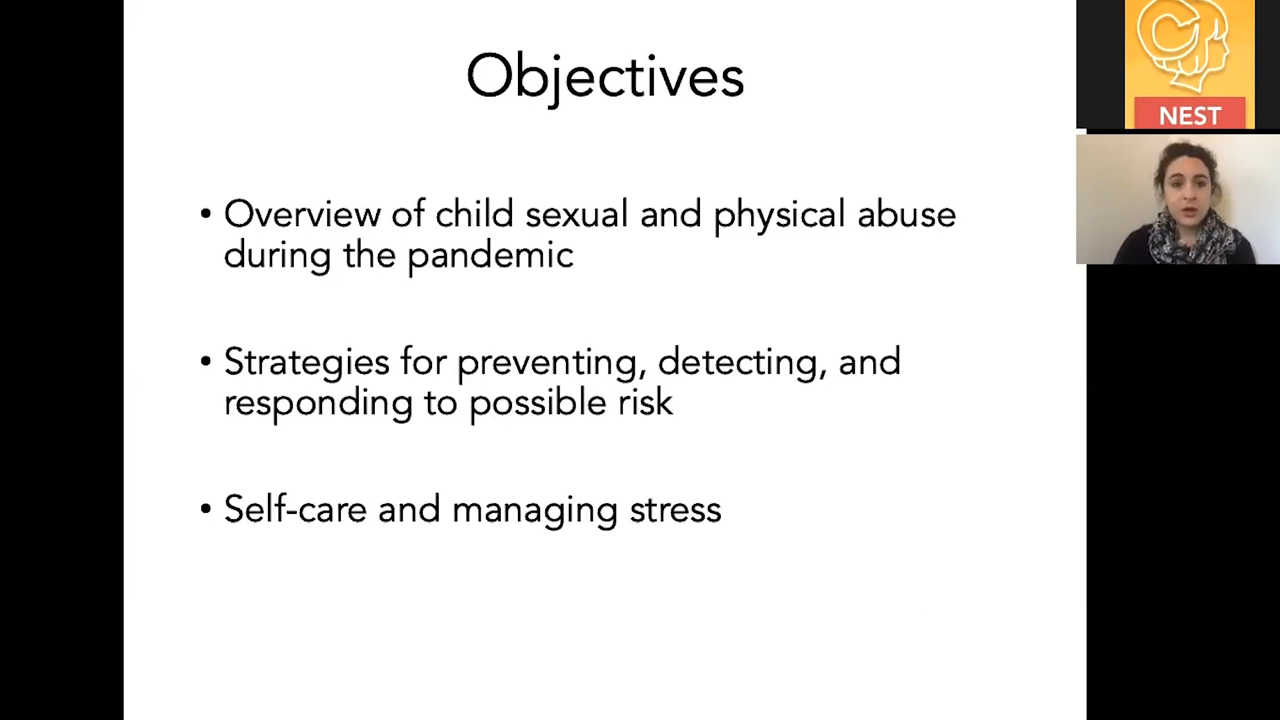 Objectives
• Overview of child sexual and physical abuse
during the pandemic
• Strategies for preventing, detecting, and
responding to possible risk
• Self-care and managing stress
NEST